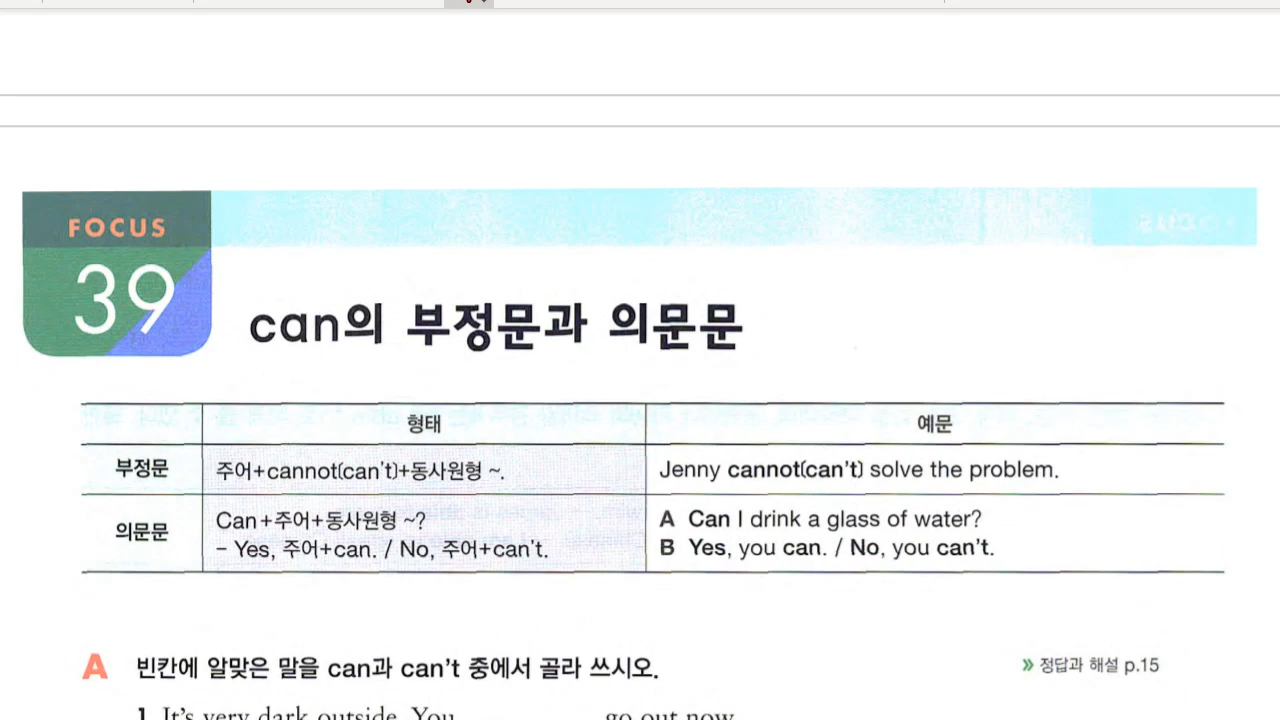 FOCUS
39
can의 부정문과 의문문
형태 예문
부정문 주어+cannot(can't)+동사원형 ~. Jenny cannot(can't) solve the problem.
의문문
Can+주어+동사원형 ~?
– Yes, 주어+can. / No, 주어+can't.
A Can I drink a glass of water?
B Yes, you can. / No, you can't.
A 빈칸에 알맞은 말을 can과 can't 중에서 골라 쓰시오.
» 정답과 해설 p.15
1 It's very dark outside. You go out now.